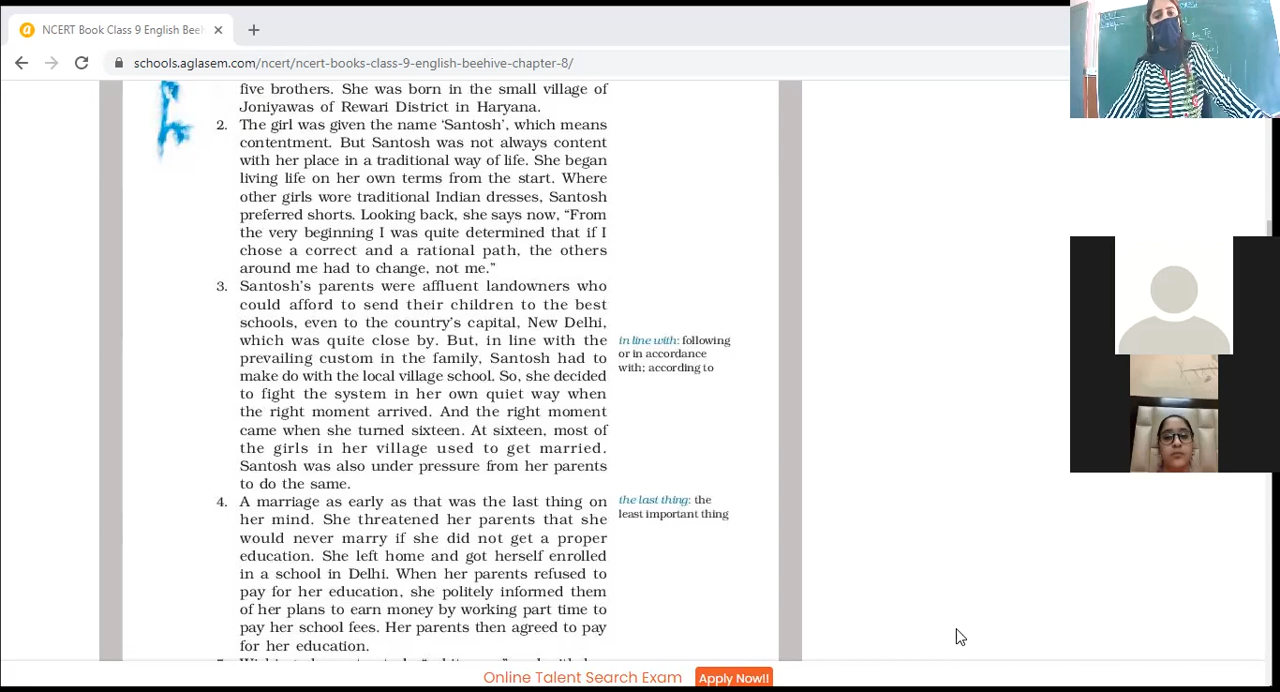 NCERT Book Class 9 English Bee
schools.aglasem.com/ncert/ncert-books-class-9-english-beehive-chapter-8/
five brothers. She was born in the small village of
Joniyawas of Rewari District in Haryana.
2. The girl was given the name ‘Santosh’, which means
contentment. But Santosh was not always content
with her place in a traditional way of life. She began
living life on her own terms from the start. Where
other girls wore traditional Indian dresses, Santosh
preferred shorts. Looking back, she says now, “From
the very beginning I was quite determined that if I
chose a correct and a rational path, the others
around me had to change, not me.”
3. Santosh’s parents were affluent landowners who
could afford to send their children to the best
schools, even to the country’s capital, New Delhi,
which was quite close by. But, in line with the
prevailing custom in the family, Santosh had to
make do with the local village school. So, she decided
to fight the system in her own quiet way when
the right moment arrived. And the right moment
came when she turned sixteen. At sixteen, most of
the girls in her village used to get married.
Santosh was also under pressure from her parents
to do the same.
in line with: following
or in accordance
with; according to
4. A marriage as early as that was the last thing on
her mind. She threatened her parents that she
would never marry if she did not get a proper
education. She left home and got herself enrolled
in a school in Delhi. When her parents refused to
pay for her education, she politely informed them
of her plans to earn money by working part time to
pay her school fees. Her parents then agreed to pay
for her education.
the last thing: the
least important thing
Online Talent Search Exam
Apply Now!!